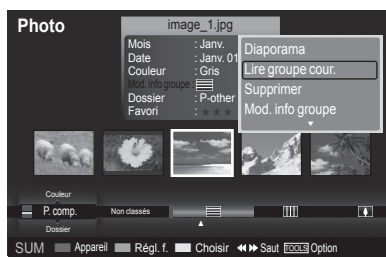 Photo
image_1.jpg
Mois : Janv.
Date : Janv. 01
Couleur : Gris
Mod. info groupe :
Dossier : P-other
Favori : ★ ★ ★
Diaporama
Lire groupe cour.
Supprimer
Mod. info groupe
Couleur
P. comp.
Non classés
Dossier
SUM Appareil Régl. f. Choisir Saut TOOLS Option